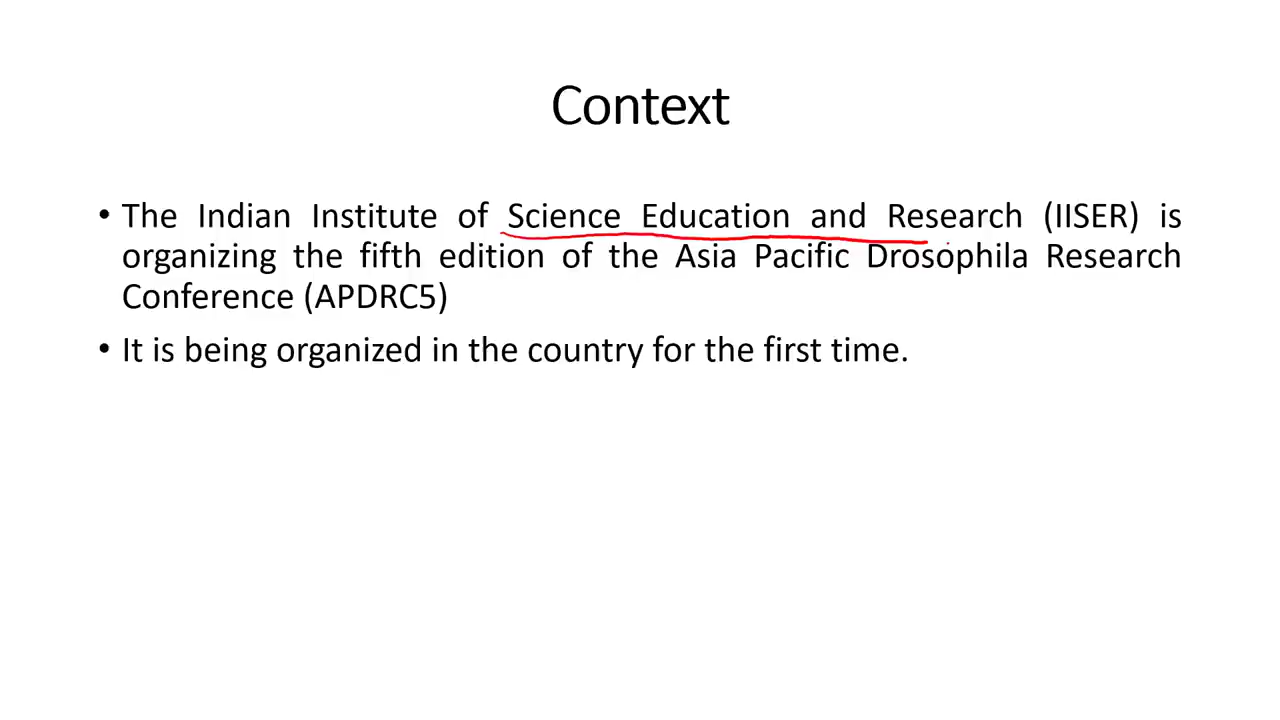 Context
• The Indian Institute of Science Education and Research (IISER) is
organizing the fifth edition of the Asia Pacific Drosophila Research
Conference (APDRC5)
• It is being organized in the country for the first time.